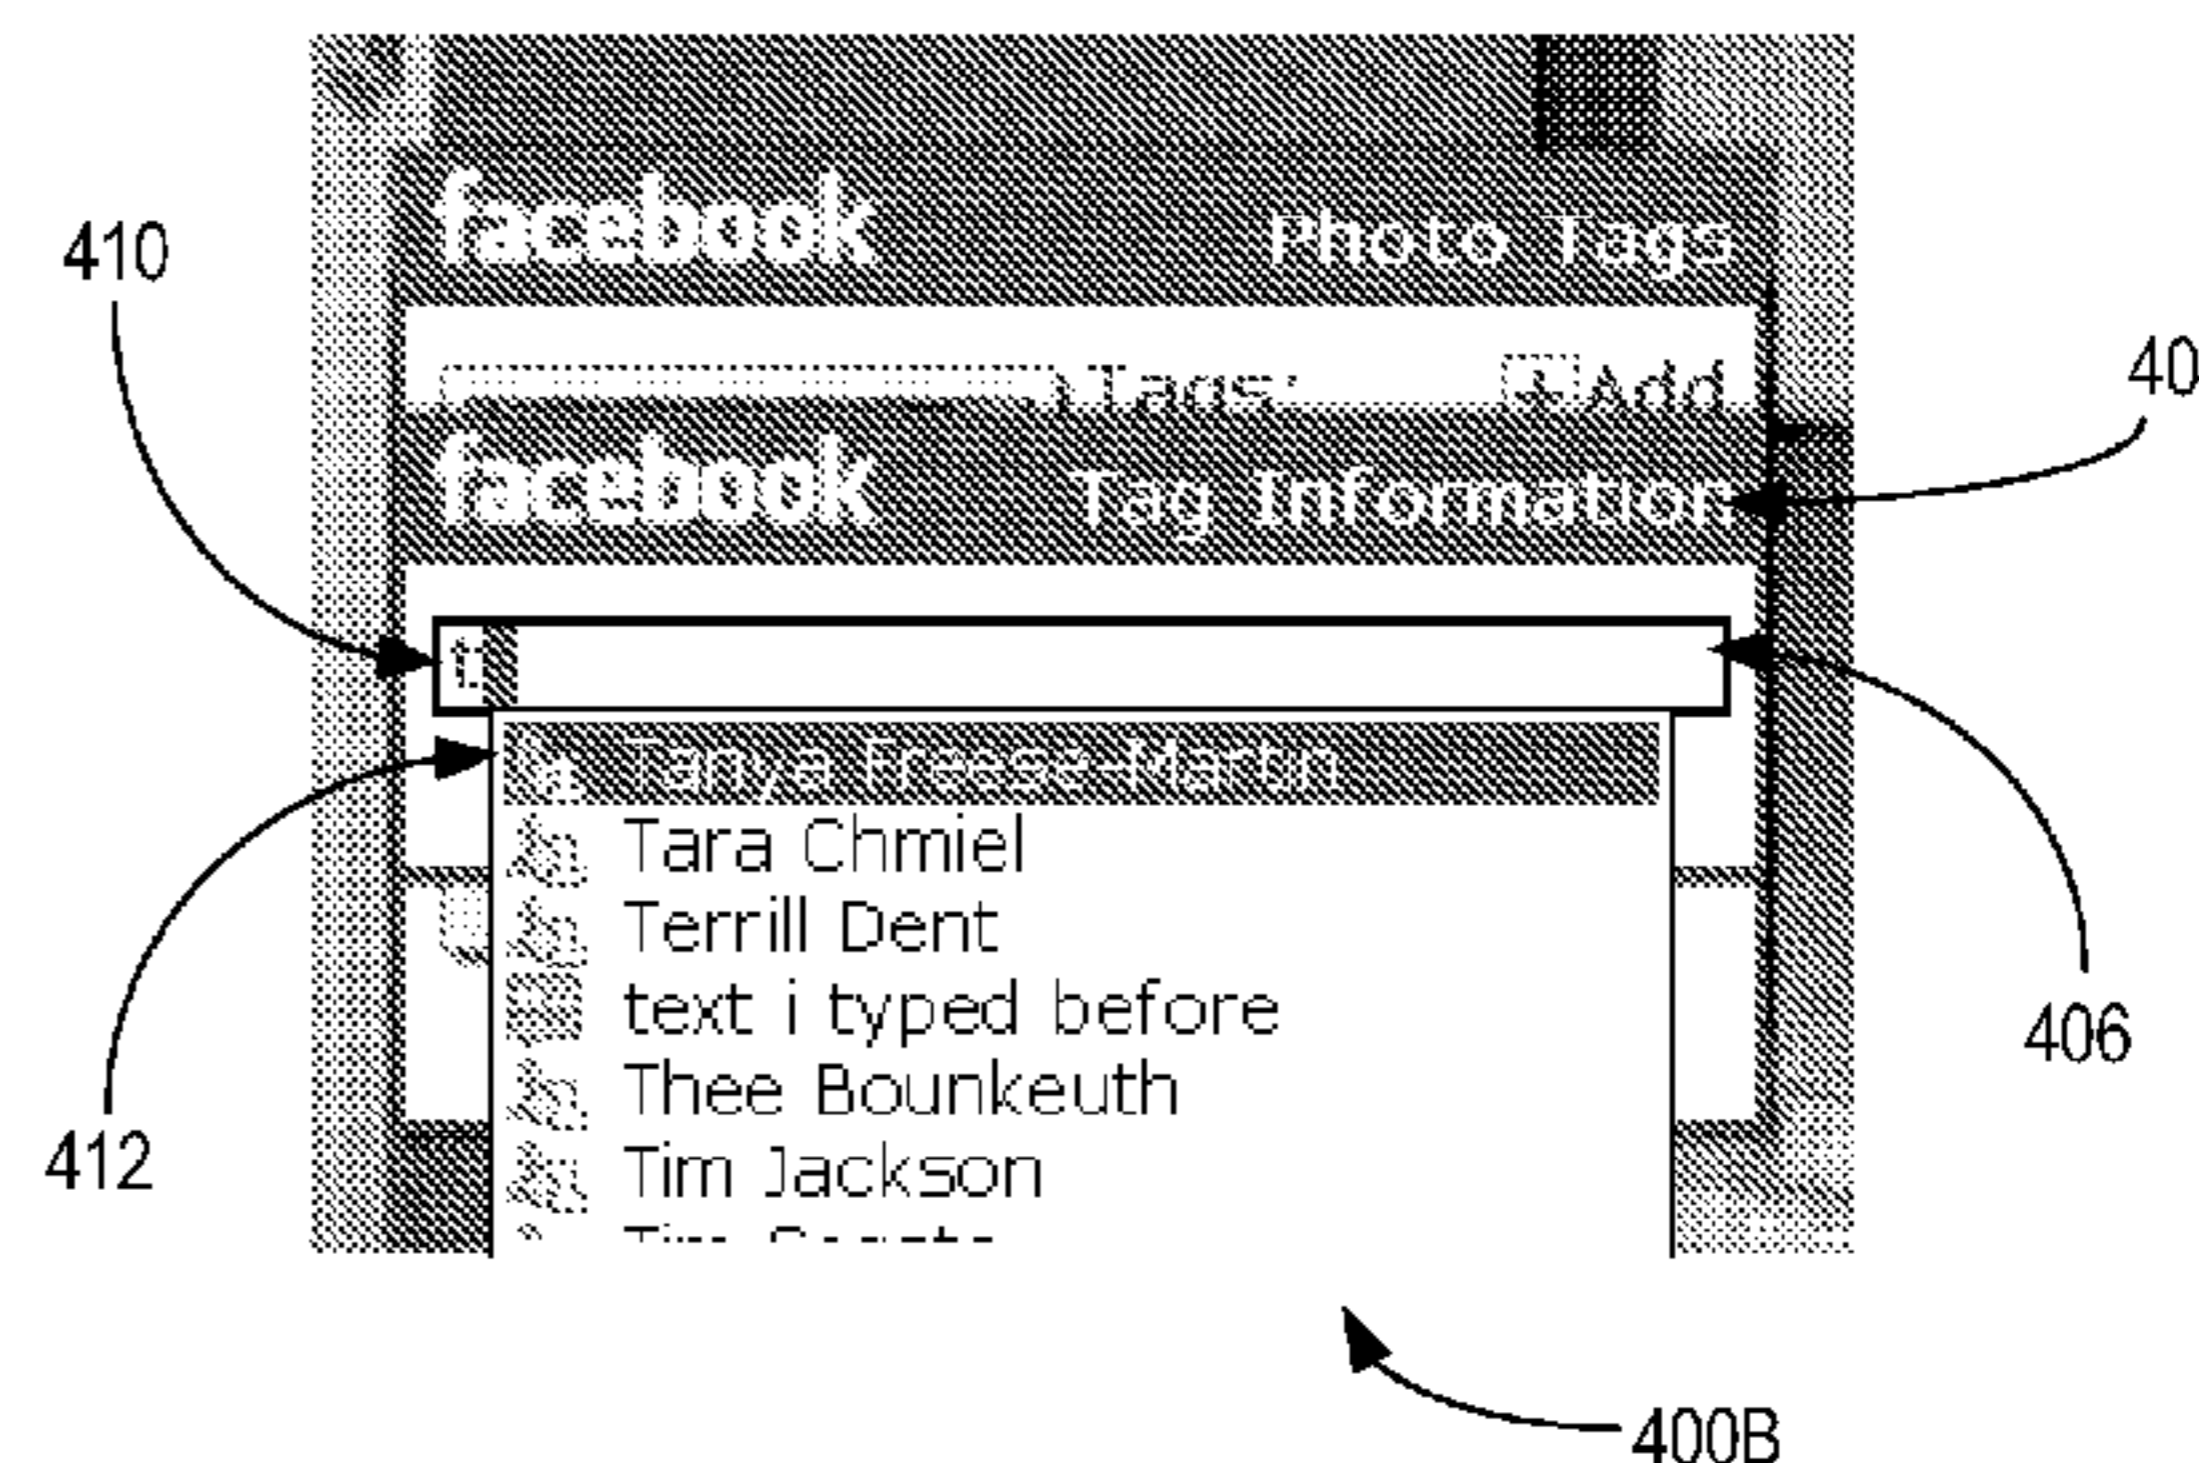 facebook Photo Tags
410
Tags: + Add
40
facebook Tag Information
t
Tanya Freese-Martin
Tara Chmiel
Terrill Dent
text i typed before
406
Thee Bounkeuth
412
Tim Jackson
400B